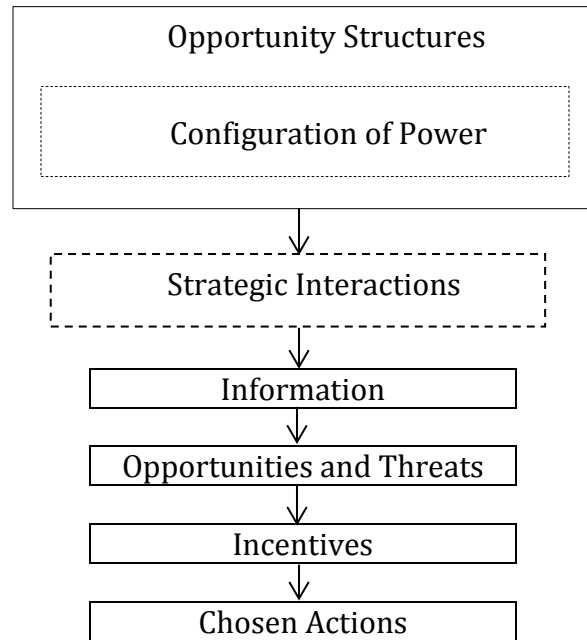 Opportunity Structures
Configuration of Power
Strategic Interactions
Information
Opportunities and Threats
Incentives
Chosen Actions